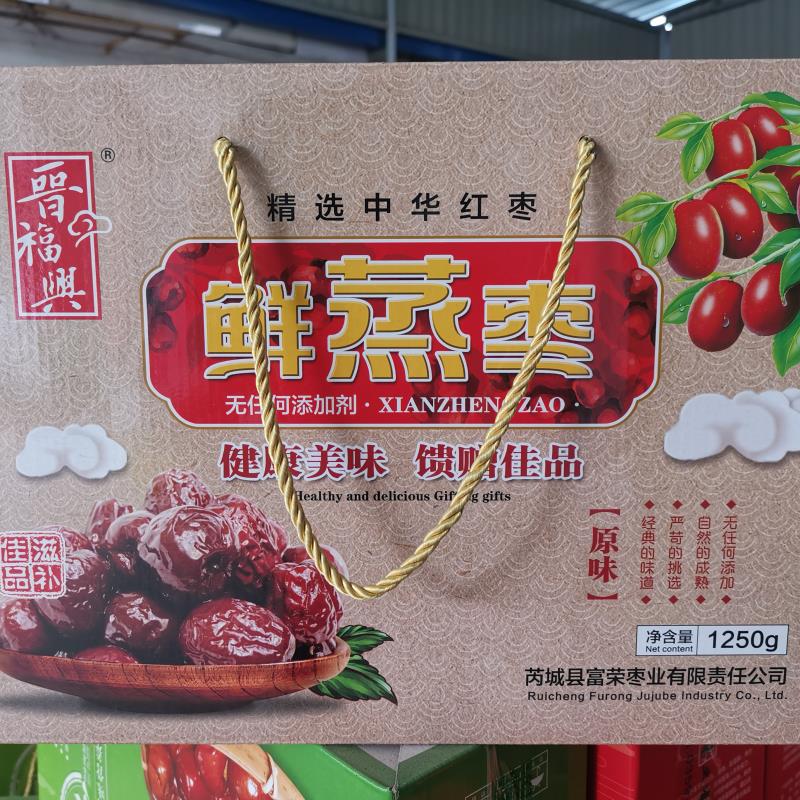 晋福興
®
精选中华红枣
鲜蒸枣
无任何添加剂·XIANZHENGZAO·
健康美味 馈赠佳品
Healthy and delicious Gifting gifts
【原味】
无任何添加
自然的成熟
严苛的挑选
经典的味道
滋补佳品
净含量 1250g
Net content
芮城县富荣枣业有限责任公司
Ruicheng Furong Jujube Industry Co., Ltd.